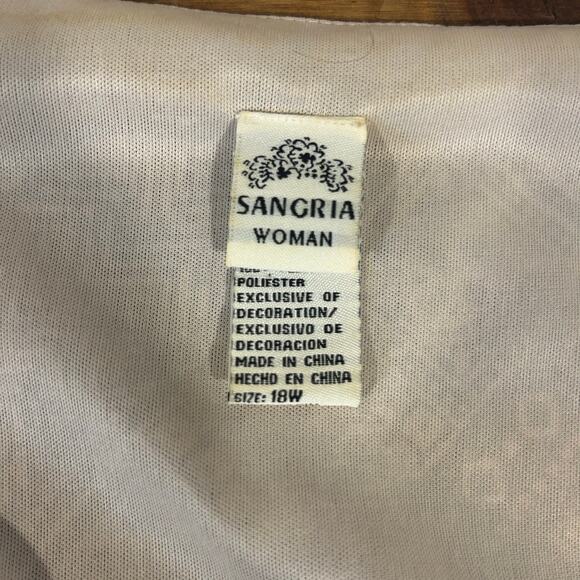 SANGRIA
WOMAN
POLIESTER
EXCLUSIVE OF
DECORATION/
EXCLUSIVO DE
DECORACION
MADE IN CHINA
HECHO EN CHINA
SIZE: 18W